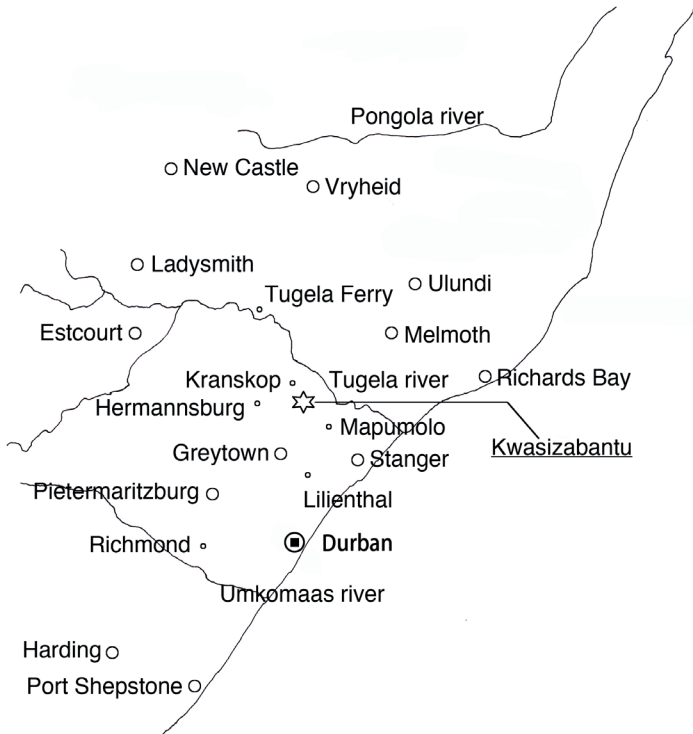 Pongola river
New Castle
Vryheid
Ladysmith
Ulundi
Tugela Ferry
Estcourt
Melmoth
Kranskop
Tugela river
Richards Bay
Hermannsburg
Mapumolo
Kwasizabantu
Greytown
Stanger
Pietermaritzburg
Lilienthal
Richmond
Durban
Umkomaas river
Harding
Port Shepstone